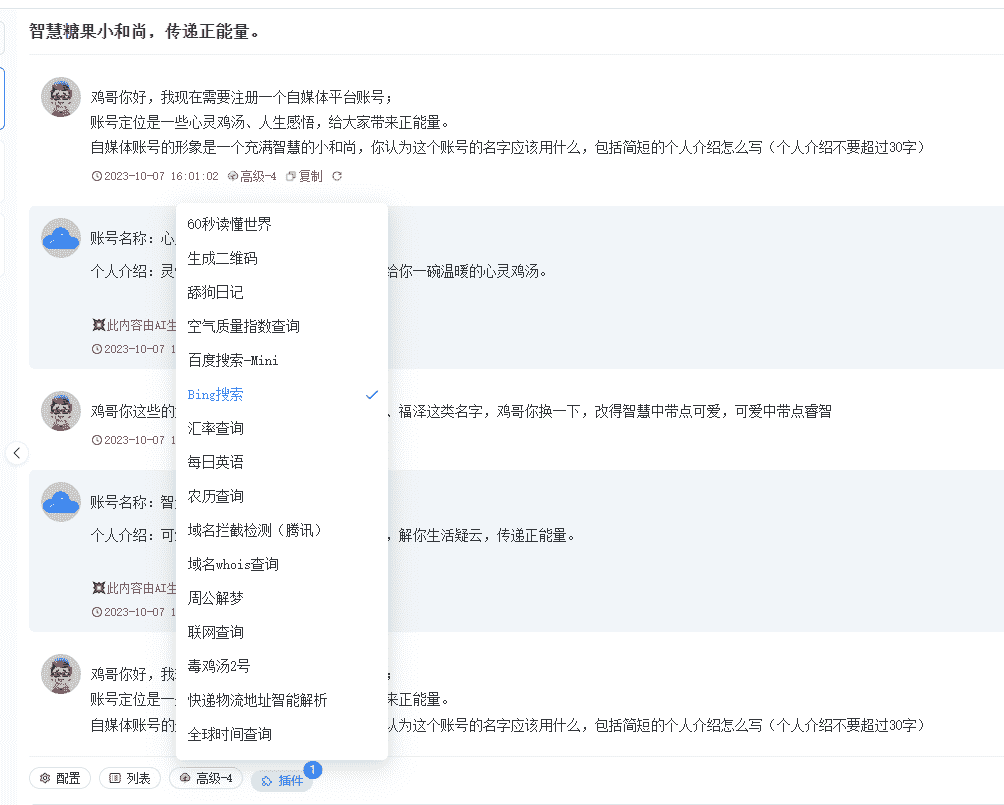 智慧糖果小和尚，传递正能量。
鸡哥你好，我现在需要注册一个自媒体平台账号；
账号定位是一些心灵鸡汤、人生感悟，给大家带来正能量。
自媒体账号的形象是一个充满智慧的小和尚，你认为这个账号的名字应该用什么，包括简短的个人介绍怎么写（个人介绍不要超过30字）
2023-10-07 16:01:02 高级-4 复制
账号名称：心
个人介绍：灵 给你一碗温暖的心灵鸡汤。
此内容由AI生
2023-10-07 1
鸡哥你这些的 、福泽这类名字，鸡哥你换一下，改得智慧中带点可爱，可爱中带点睿智
2023-10-07 1
账号名称：智
个人介绍：可 ，解你生活疑云，传递正能量。
此内容由AI生
2023-10-07 1
鸡哥你好，我 ；
账号定位是一 来正能量。
自媒体账号的 认为这个账号的名字应该用什么，包括简短的个人介绍怎么写（个人介绍不要超过30字）
60秒读懂世界
生成二维码
舔狗日记
空气质量指数查询
百度搜索-Mini
Bing搜索
汇率查询
每日英语
农历查询
域名拦截检测（腾讯）
域名whois查询
周公解梦
联网查询
毒鸡汤2号
快递物流地址智能解析
全球时间查询
配置 列表 高级-4 插件 1